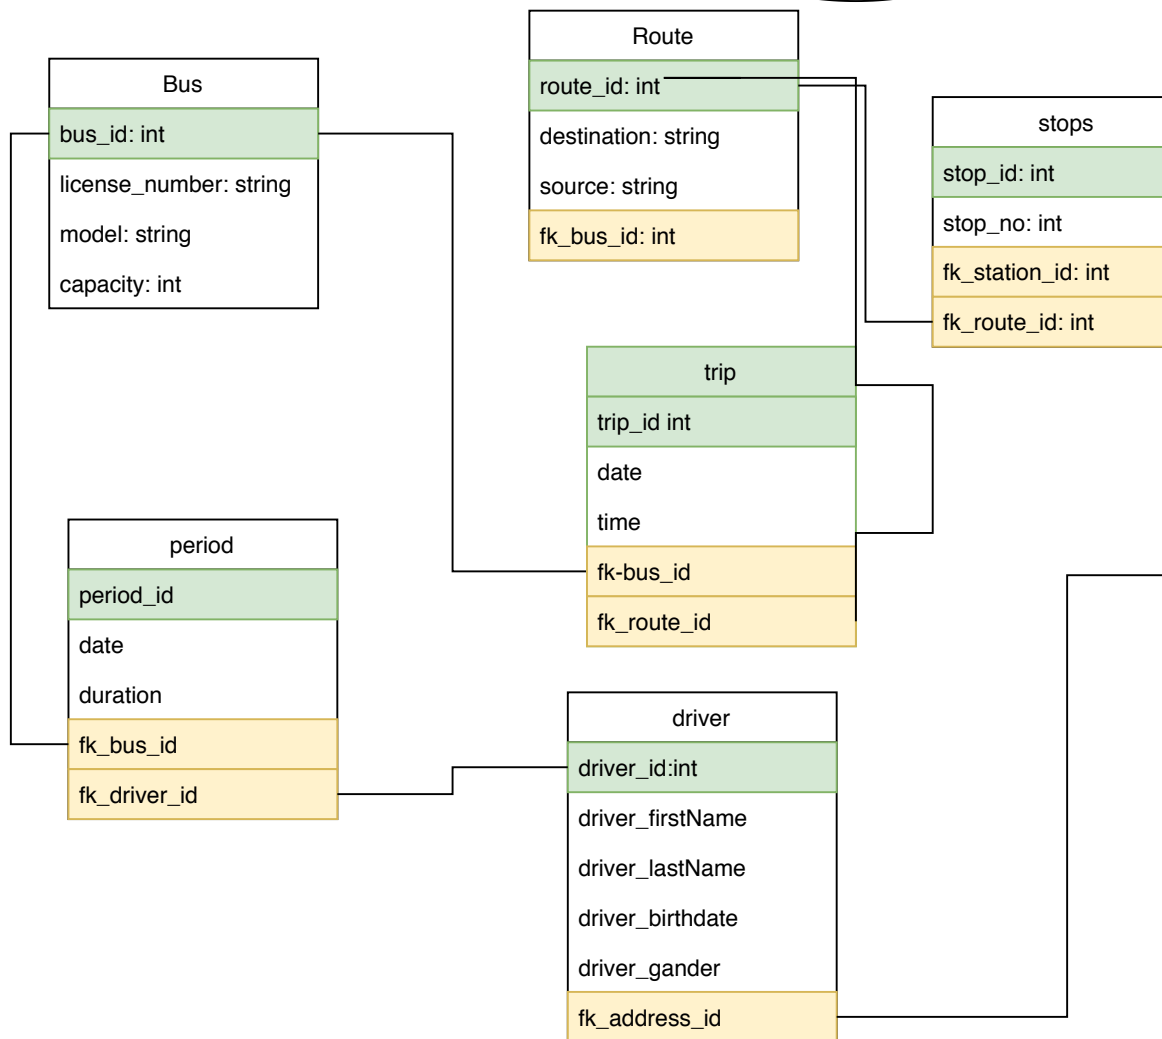 Bus
bus_id: int
license_number: string
model: string
capacity: int
Route
route_id: int
destination: string
source: string
fk_bus_id: int
stops
stop_id: int
stop_no: int
fk_station_id: int
fk_route_id: int
trip
trip_id int
date
time
fk-bus_id
fk_route_id
period
period_id
date
duration
fk_bus_id
fk_driver_id
driver
driver_id:int
driver_firstName
driver_lastName
driver_birthdate
driver_gander
fk_address_id